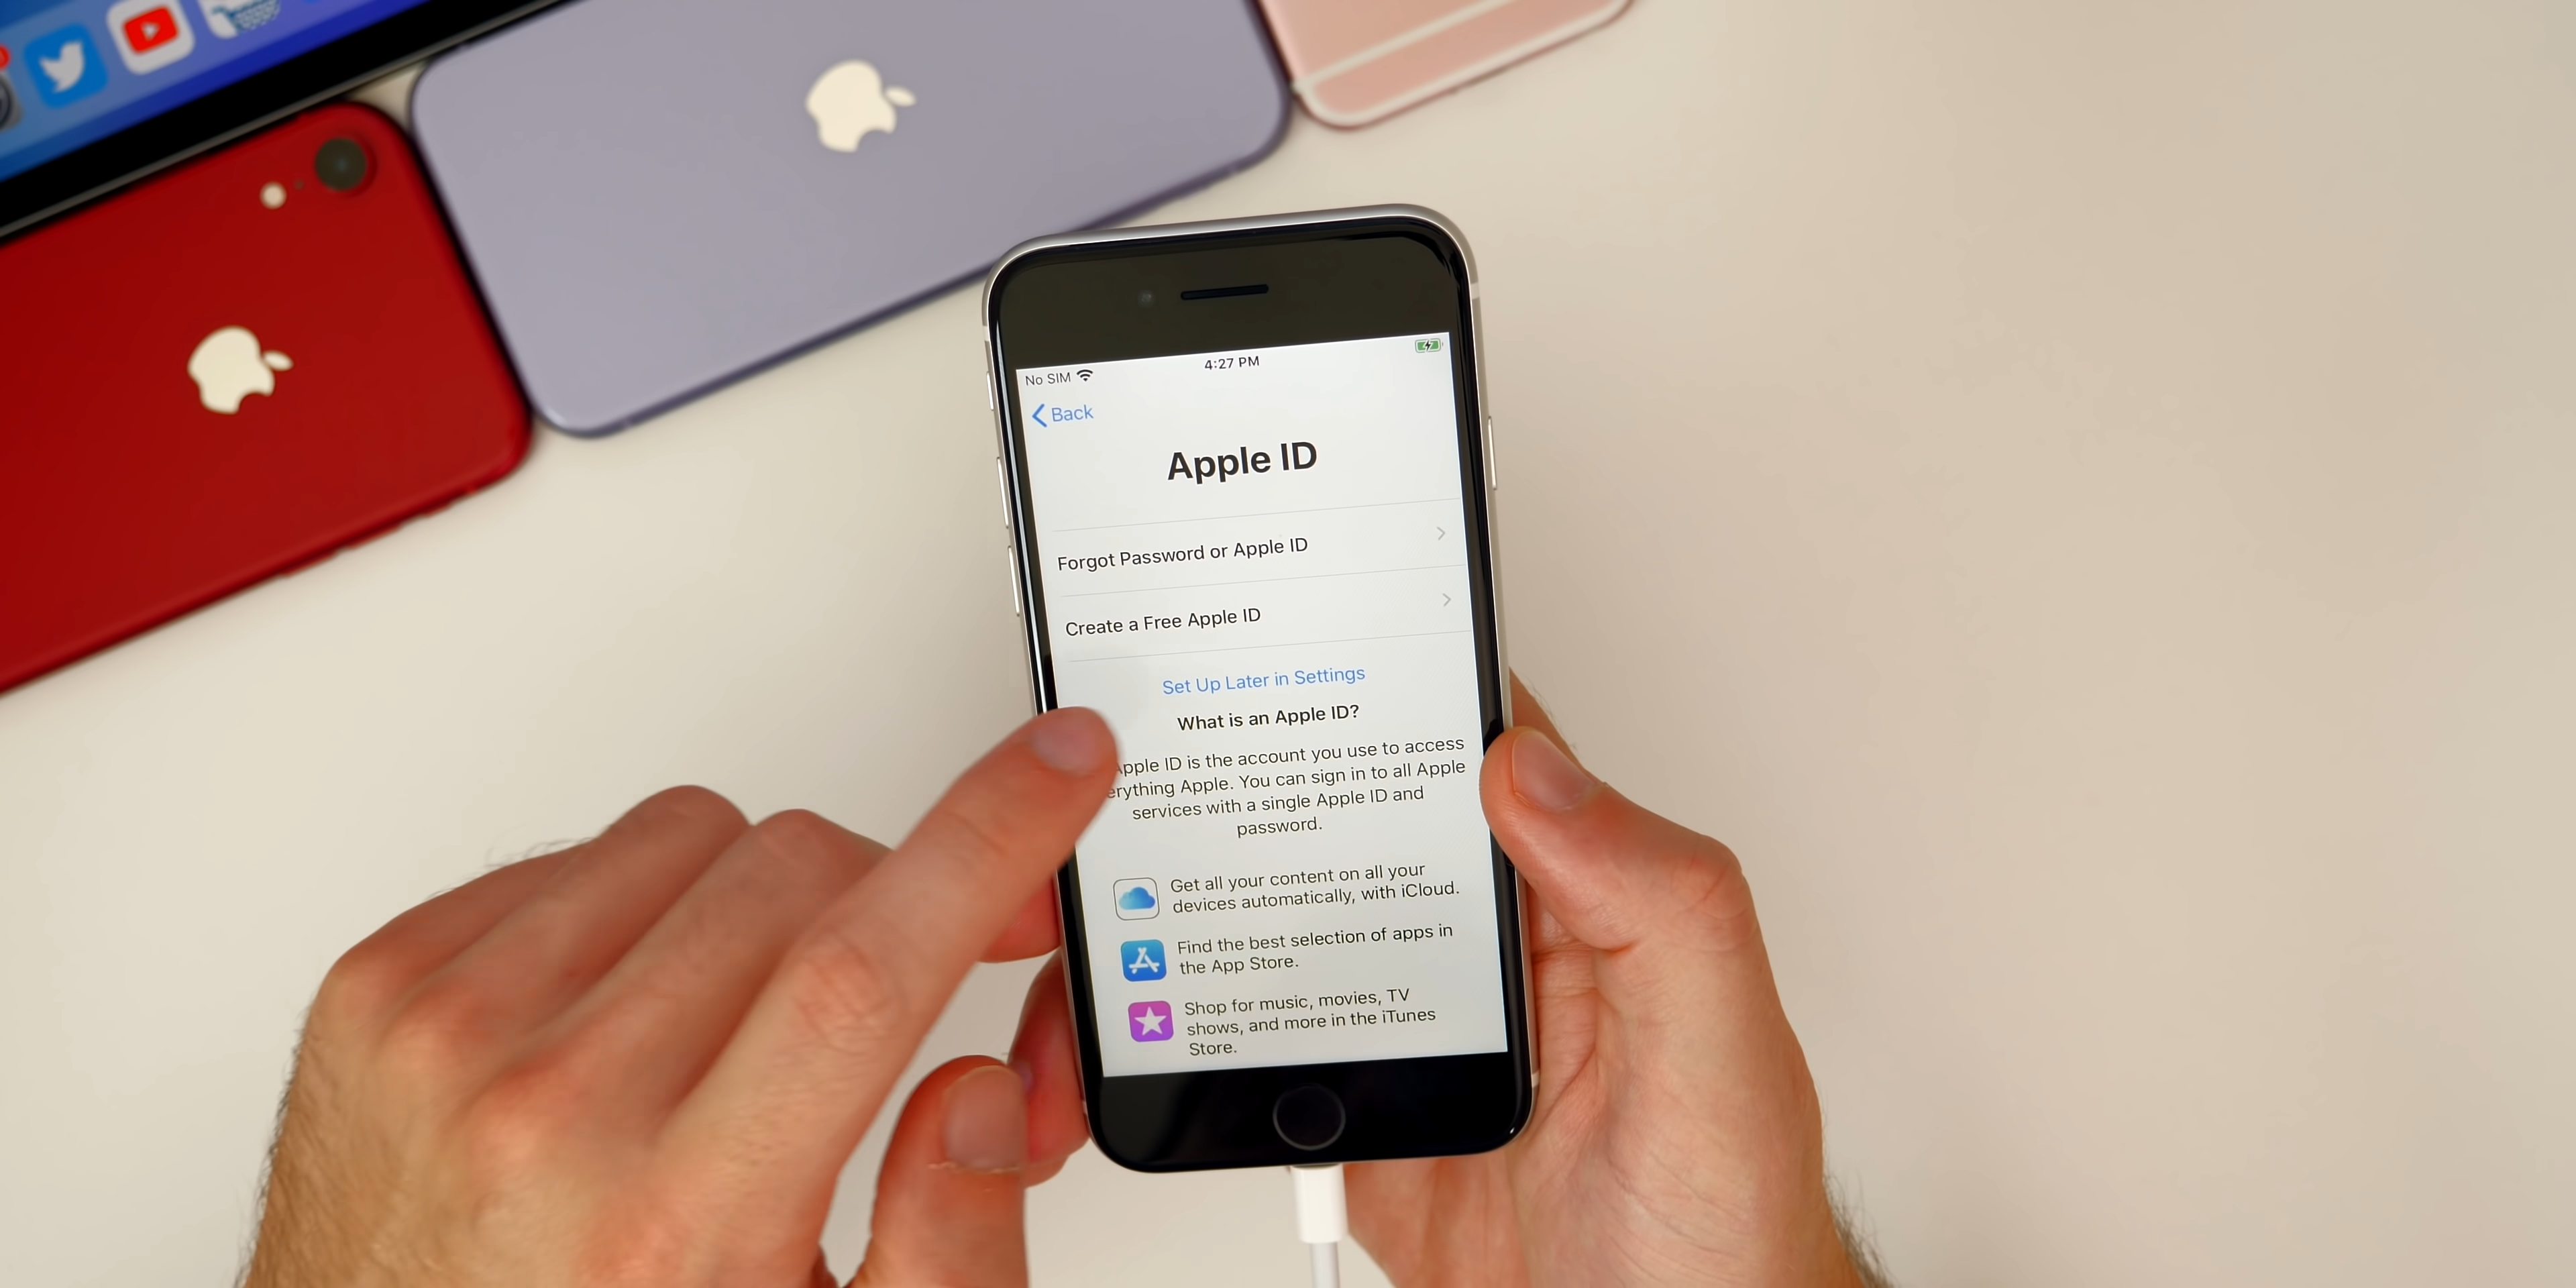 No SIM
4:27 PM
Back
Apple ID
Forgot Password or Apple ID
Create a Free Apple ID
Set Up Later in Settings
What is an Apple ID?
Apple ID is the account you use to access
erything Apple. You can sign in to all Apple
services with a single Apple ID and
password.
Get all your content on all your
devices automatically, with iCloud.
Find the best selection of apps in
the App Store.
Shop for music, movies, TV
shows, and more in the iTunes
Store.